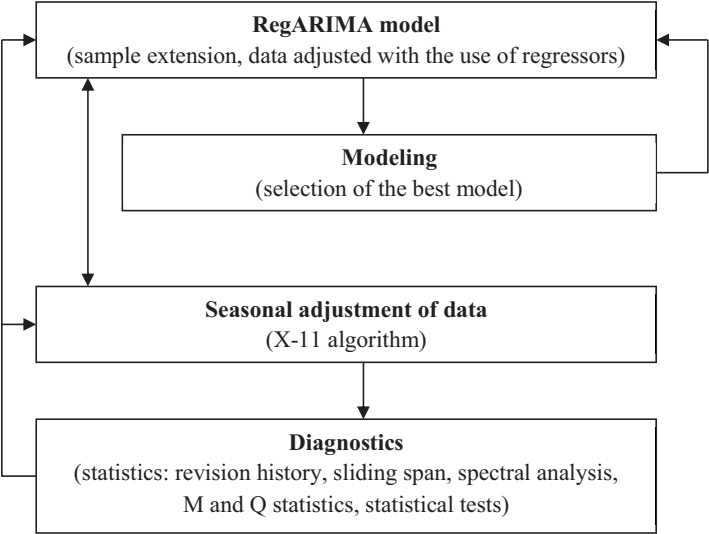 RegARIMA model
(sample extension, data adjusted with the use of regressors)
Modeling
(selection of the best model)
Seasonal adjustment of data
(X-11 algorithm)
Diagnostics
(statistics: revision history, sliding span, spectral analysis,
M and Q statistics, statistical tests)